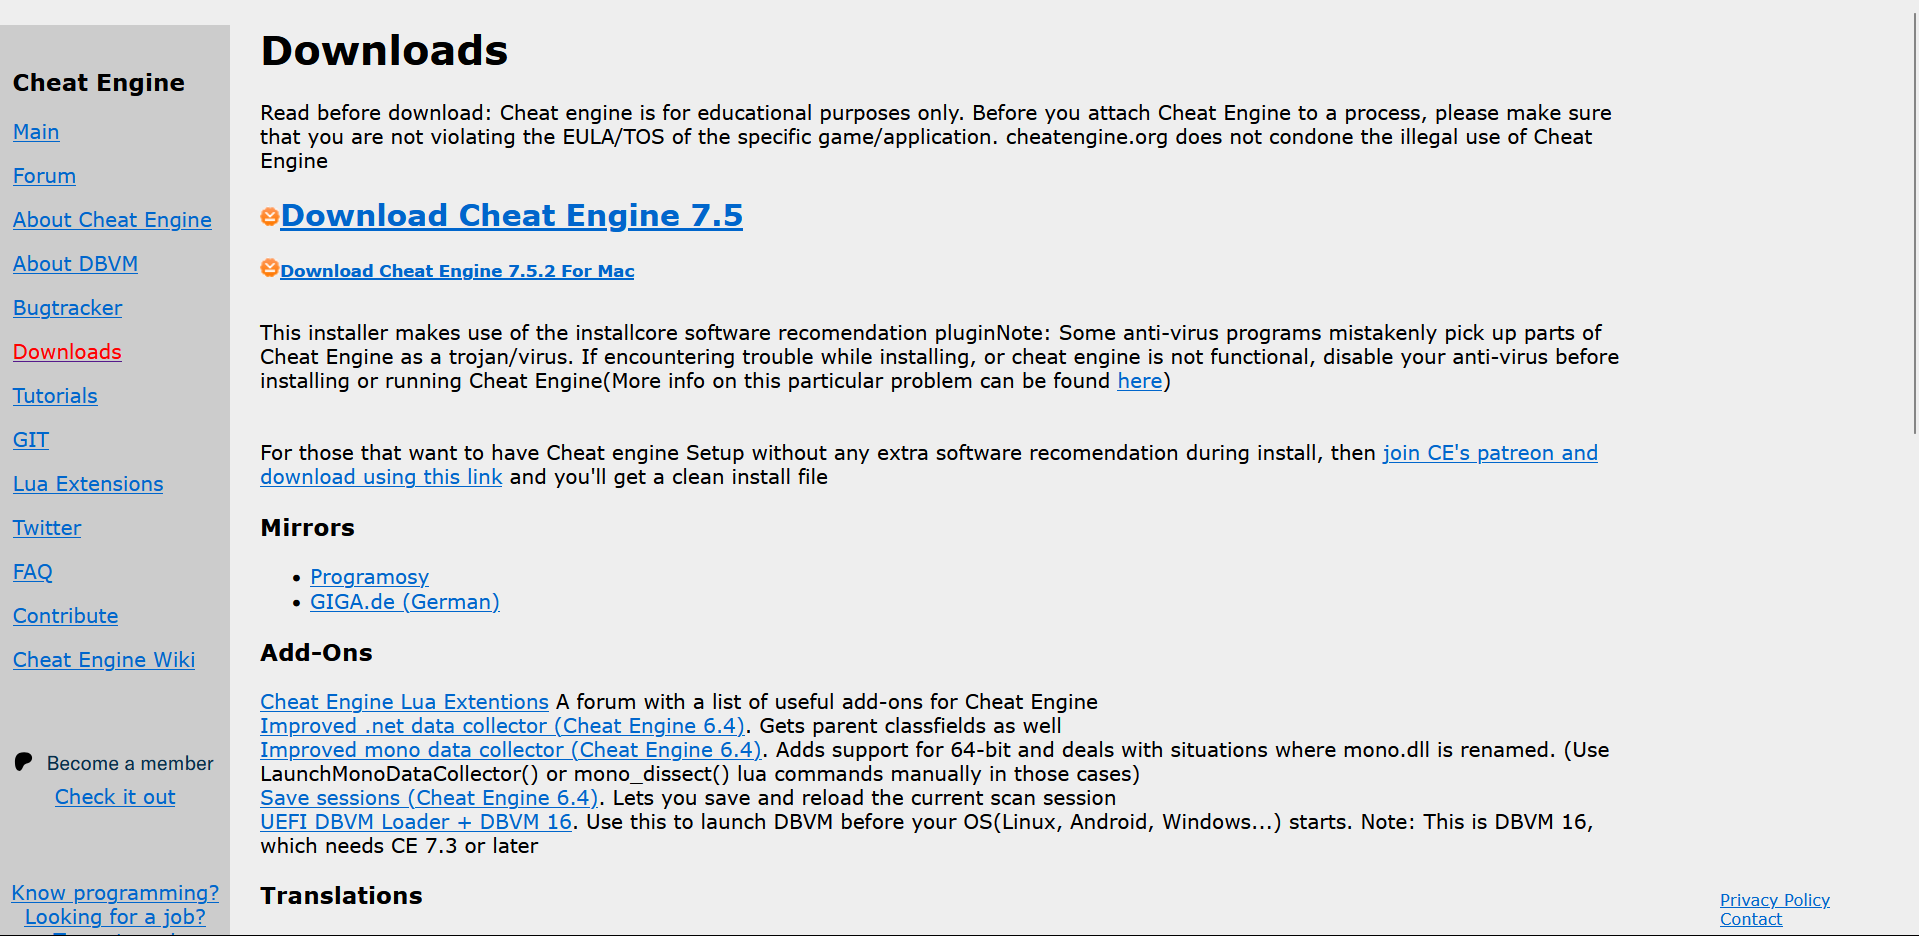 Cheat Engine
Main
Forum
About Cheat Engine
About DBVM
Bugtracker
Downloads
Tutorials
GIT
Lua Extensions
Twitter
FAQ
Contribute
Cheat Engine Wiki
Become a member
Check it out
Know programming?
Looking for a job?
Downloads
Read before download: Cheat engine is for educational purposes only. Before you attach Cheat Engine to a process, please make sure
that you are not violating the EULA/TOS of the specific game/application. cheatengine.org does not condone the illegal use of Cheat
Engine
Download Cheat Engine 7.5
Download Cheat Engine 7.5.2 For Mac
This installer makes use of the installcore software recomendation pluginNote: Some anti-virus programs mistakenly pick up parts of
Cheat Engine as a trojan/virus. If encountering trouble while installing, or cheat engine is not functional, disable your anti-virus before
installing or running Cheat Engine(More info on this particular problem can be found here)
For those that want to have Cheat engine Setup without any extra software recomendation during install, then join CE's patreon and
download using this link and you'll get a clean install file
Mirrors
• Programosy
• GIGA.de (German)
Add-Ons
Cheat Engine Lua Extentions A forum with a list of useful add-ons for Cheat Engine
Improved .net data collector (Cheat Engine 6.4). Gets parent classfields as well
Improved mono data collector (Cheat Engine 6.4). Adds support for 64-bit and deals with situations where mono.dll is renamed. (Use
LaunchMonoDataCollector() or mono_dissect() lua commands manually in those cases)
Save sessions (Cheat Engine 6.4). Lets you save and reload the current scan session
UEFI DBVM Loader + DBVM 16. Use this to launch DBVM before your OS(Linux, Android, Windows...) starts. Note: This is DBVM 16,
which needs CE 7.3 or later
Translations
Privacy Policy
Contact